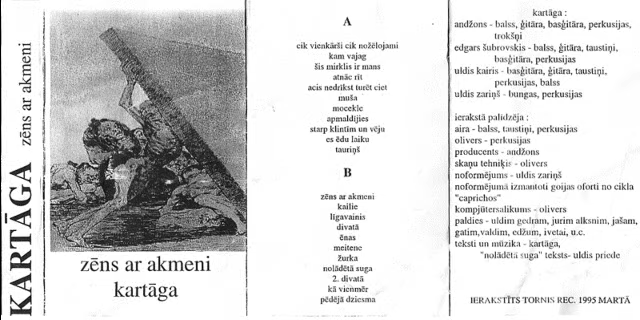 KARTĀGA zēns ar akmeni
zēns ar akmeni
kartāga
A
cik vienkārši cik nožēlojami
kam vajag
šis mirklis ir mans
atnāc rīt
acis nedrīkst turēt ciet
muša
mocekle
apmaldījies
starp klintīm un vēju
es ēdu laiku
tauriņš
B
zēns ar akmeni
kailie
līgavainis
divatā
ēnas
meitene
žurka
nolādētā suga
2. divatā
kā vienmēr
pēdējā dziesma
kartāga :
andžons - balss, ģitāra, basģitāra, perkusijas,
trokšņi
edgars šubrovskis - balss, ģitāra, taustiņi,
basģitāra, perkusijas
uldis kairis - basģitāra, ģitāra, taustiņi,
perkusijas, balss
uldis zariņš - bungas, perkusijas
ierakstā palīdzēja :
aira - balss, taustiņi, perkusijas
olivers - perkusijas
producents - andžons
skaņu tehniķis - olivers
noformējums - uldis zariņš
noformējumā izmantoti goijas oforti no cikla
"caprichos"
kompjūtersalikums - olivers
paldies - uldim gedrām, jurim alksnim, jašam,
gatim,valdim, edžum, ivetai, u.c.
teksti un mūzika - kartāga,
"nolādētā suga" teksts- uldis priede
IERAKSTĪTS TORNIS REC. 1995 MARTĀ